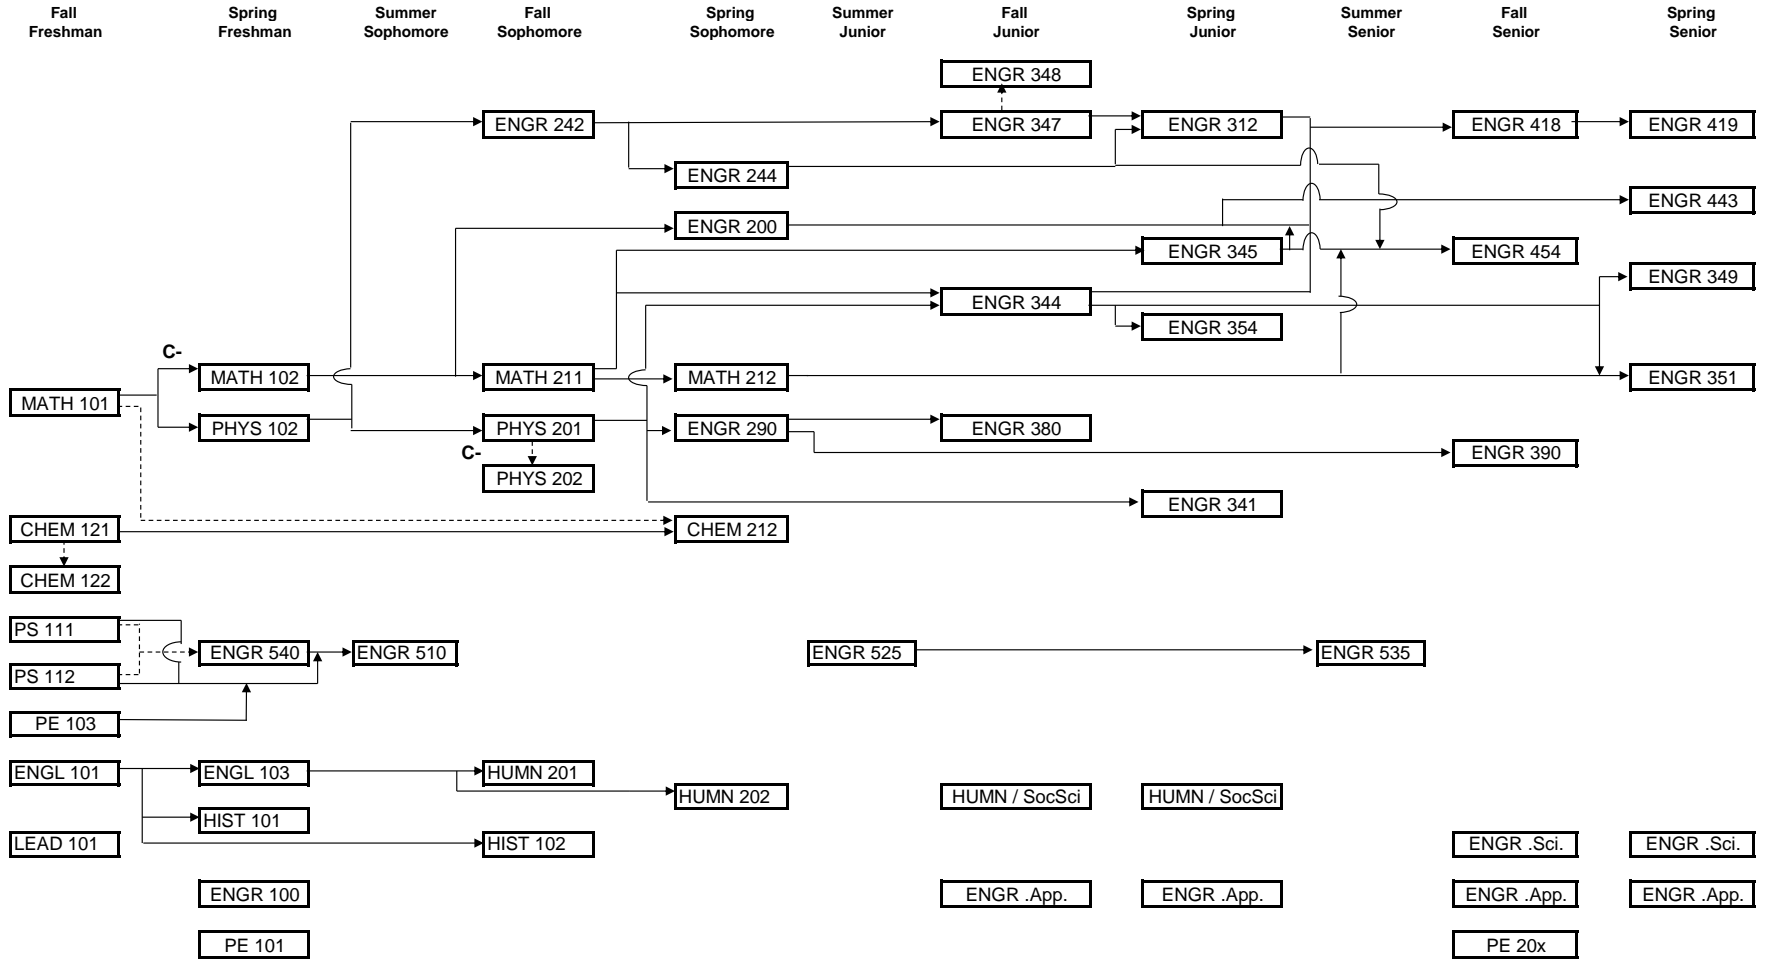 Fall Freshman
Spring Freshman
Summer Sophomore
Fall Sophomore
Spring Sophomore
Summer Junior
Fall Junior
Spring Junior
Summer Senior
Fall Senior
Spring Senior
ENGR 348
ENGR 242
ENGR 347
ENGR 312
ENGR 418
ENGR 419
ENGR 244
ENGR 443
ENGR 200
ENGR 345
ENGR 454
ENGR 349
ENGR 344
ENGR 354
C-
MATH 102
MATH 211
MATH 212
ENGR 351
MATH 101
PHYS 102
PHYS 201
ENGR 290
ENGR 380
C-
ENGR 390
PHYS 202
ENGR 341
CHEM 121
CHEM 212
CHEM 122
PS 111
ENGR 540
ENGR 510
ENGR 525
ENGR 535
PS 112
PE 103
ENGL 101
ENGL 103
HUMN 201
HUMN 202
HUMN / SocSci
HUMN / SocSci
HIST 101
LEAD 101
HIST 102
ENGR .Sci.
ENGR .Sci.
ENGR 100
ENGR .App.
ENGR .App.
ENGR .App.
ENGR .App.
PE 101
PE 20x